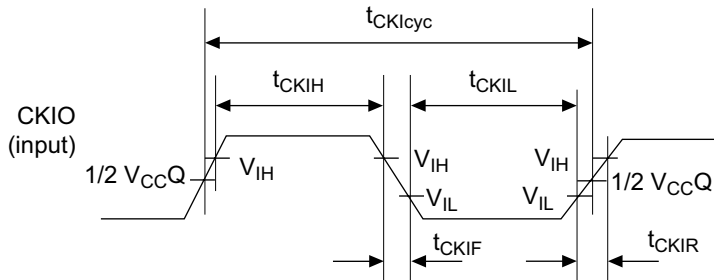 tCKIcyc
tCKIH
tCKIL
CKIO
(input)
1/2 VCCQ
VIH
VIH
VIL
VIH
VIL
1/2 VCCQ
tCKIF
tCKIR